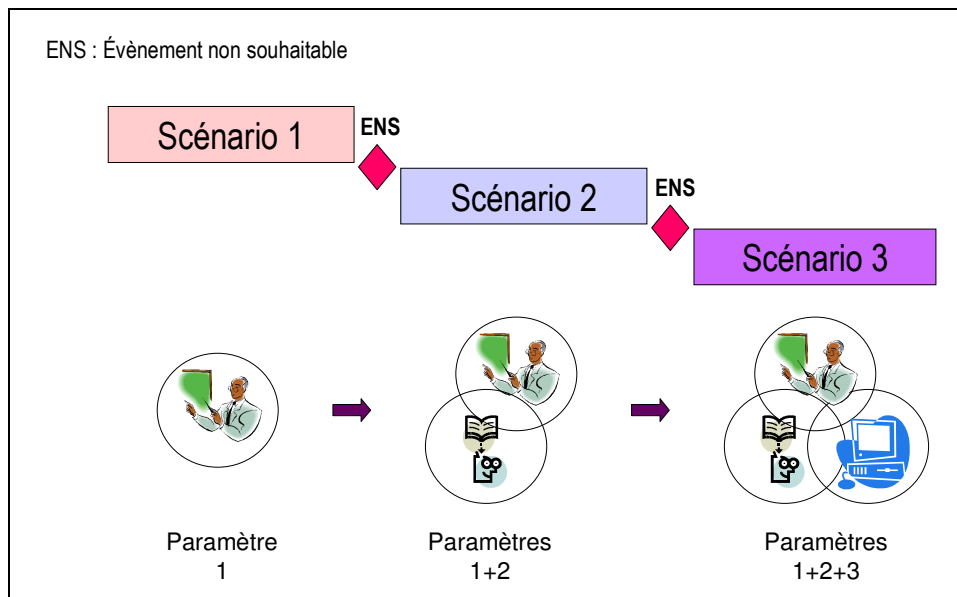 ENS : Évènement non souhaitable
Scénario 1
ENS
Scénario 2
ENS
Scénario 3
Paramètre
1
Paramètres
1+2
Paramètres
1+2+3